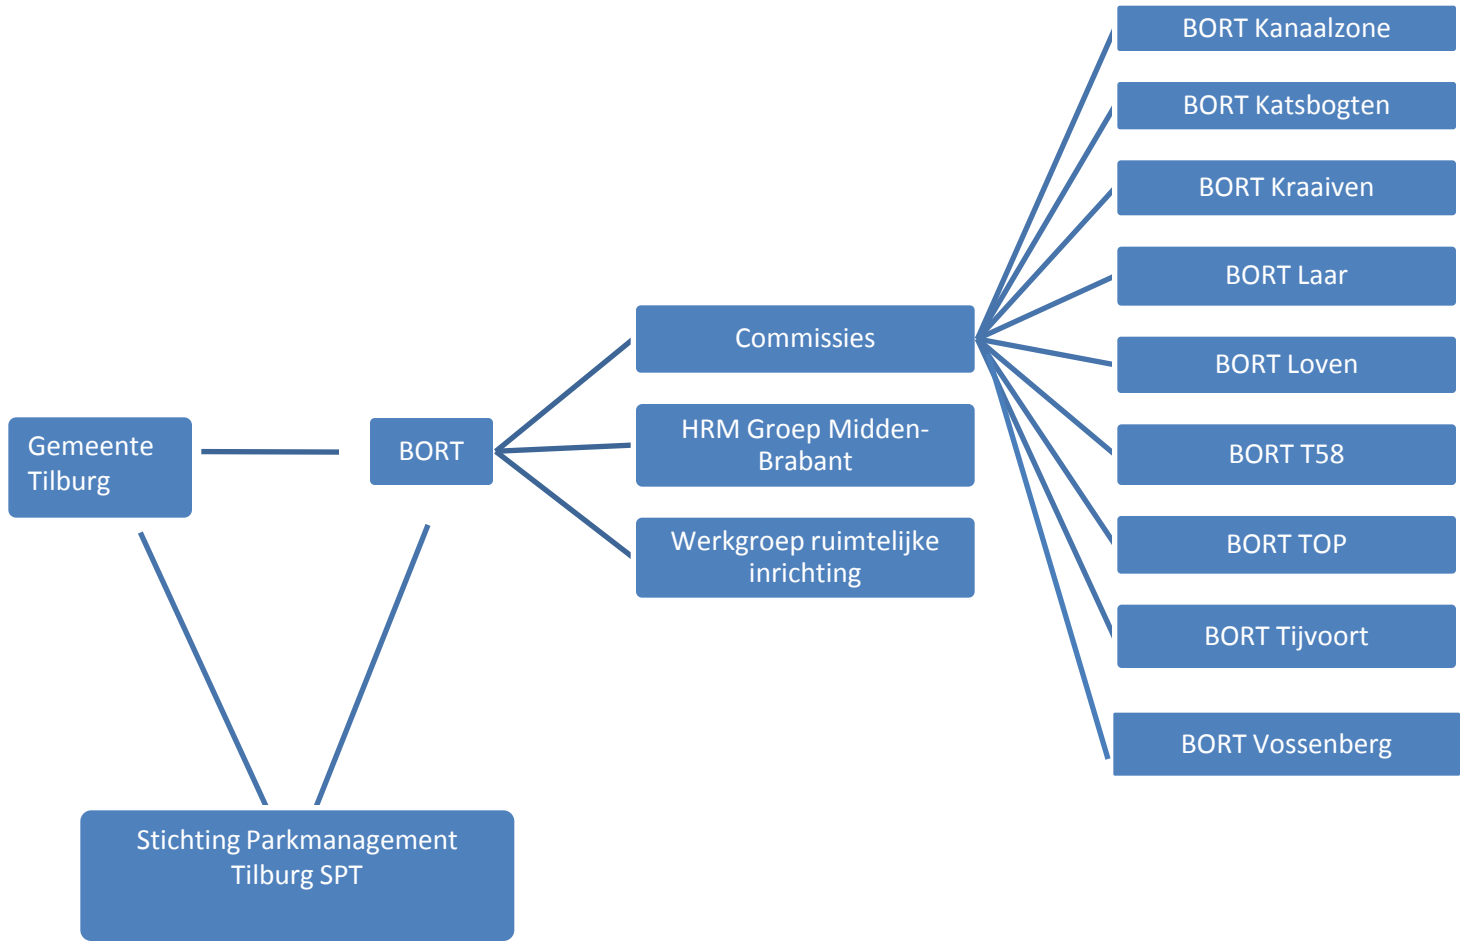 Gemeente
Tilburg
BORT
Stichting Parkmanagement
Tilburg SPT
Commissies
HRM Groep Midden-
Brabant
Werkgroep ruimtelijke
inrichting
BORT Kanaalzone
BORT Katsbogten
BORT Kraaiven
BORT Laar
BORT Loven
BORT T58
BORT TOP
BORT Tijvoort
BORT Vossenberg